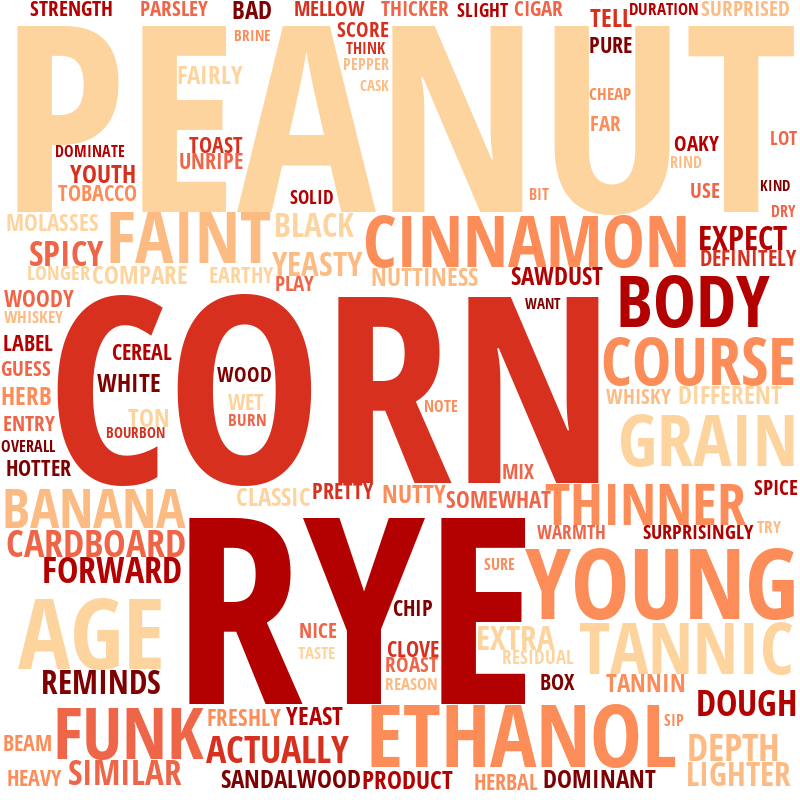 STRENGTH PARSLEY BAD MELLOW THICKER SLIGHT CIGAR TELL DURATION SURPRISED
BRINE SCORE
THINK PURE
PEPPER
FAIRLY
CASK CHEAP
PEANUT
FAR
DOMINATE TOAST OAKY LOT
UNRIPE RIND
YOUTH
TOBACCO SOLID BIT USE KIND
DRY
MOLASSES FAINT BLACK CINNAMON EXPECT
SPICY YEASTY DEFINITELY
LONGER COMPARE EARTHY PLAY NUTTINESS SAWDUST
WOODY WANT BODY
WHISKEY
LABEL CEREAL COURSE
GUESS WHITE WOOD
HERB WET NOTE WHISKY DIFFERENT
CORN
ENTRY TON BURN
BOURBON
OVERALL GRAIN
HOTTER MIX
BANANA CLASSIC PRETTY NUTTY SOMEWHAT THINNER SPICE
CARDBOARD WARMTH SURPRISINGLY TRY
FORWARD SURE YOUNG
RYE
AGE CHIP
NICE EXTRA TANNIC
TASTE CLOVE RESIDUAL
ROAST
REMINDS REASON BOX TANNIN
DOUGH
FUNK FRESHLY YEAST ETHANOL SIP
BEAM ACTUALLY DEPTH
HEAVY SIMILAR SANDALWOOD PRODUCT HERBAL DOMINANT LIGHTER